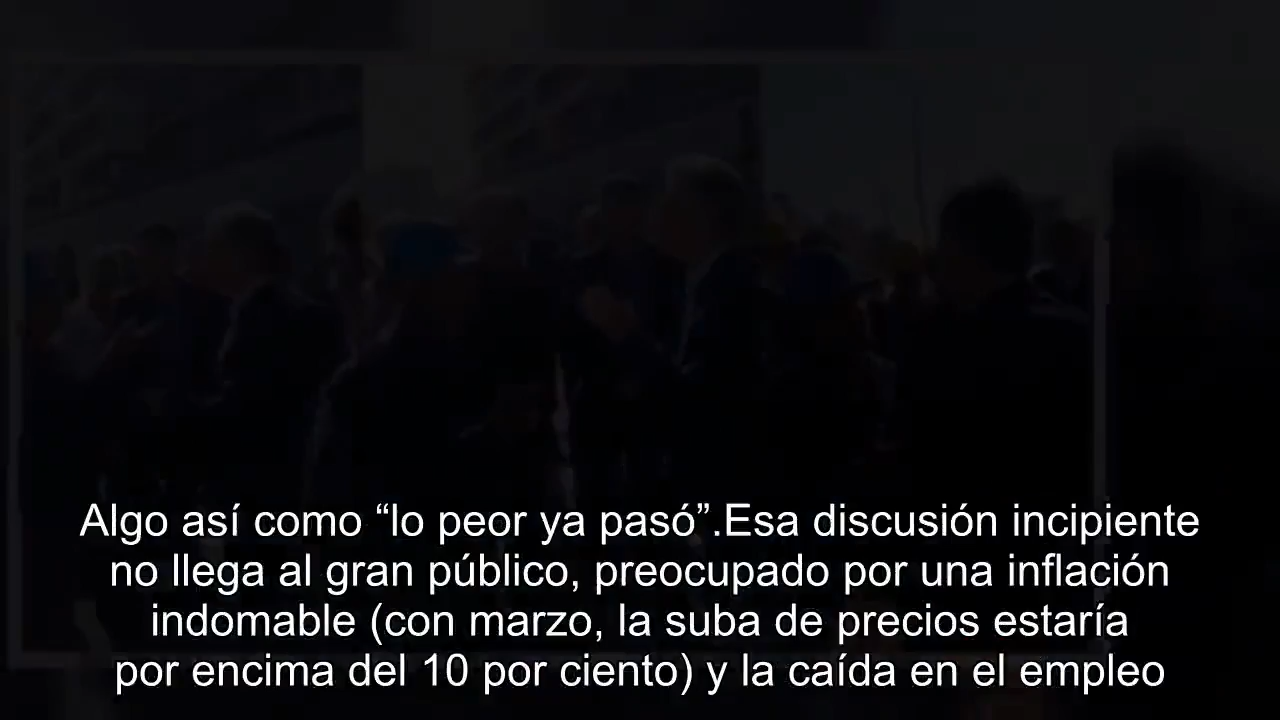 Algo así como “lo peor ya pasó”.Esa discusión incipiente
no llega al gran público, preocupado por una inflación
indomable (con marzo, la suba de precios estaría
por encima del 10 por ciento) y la caída en el empleo